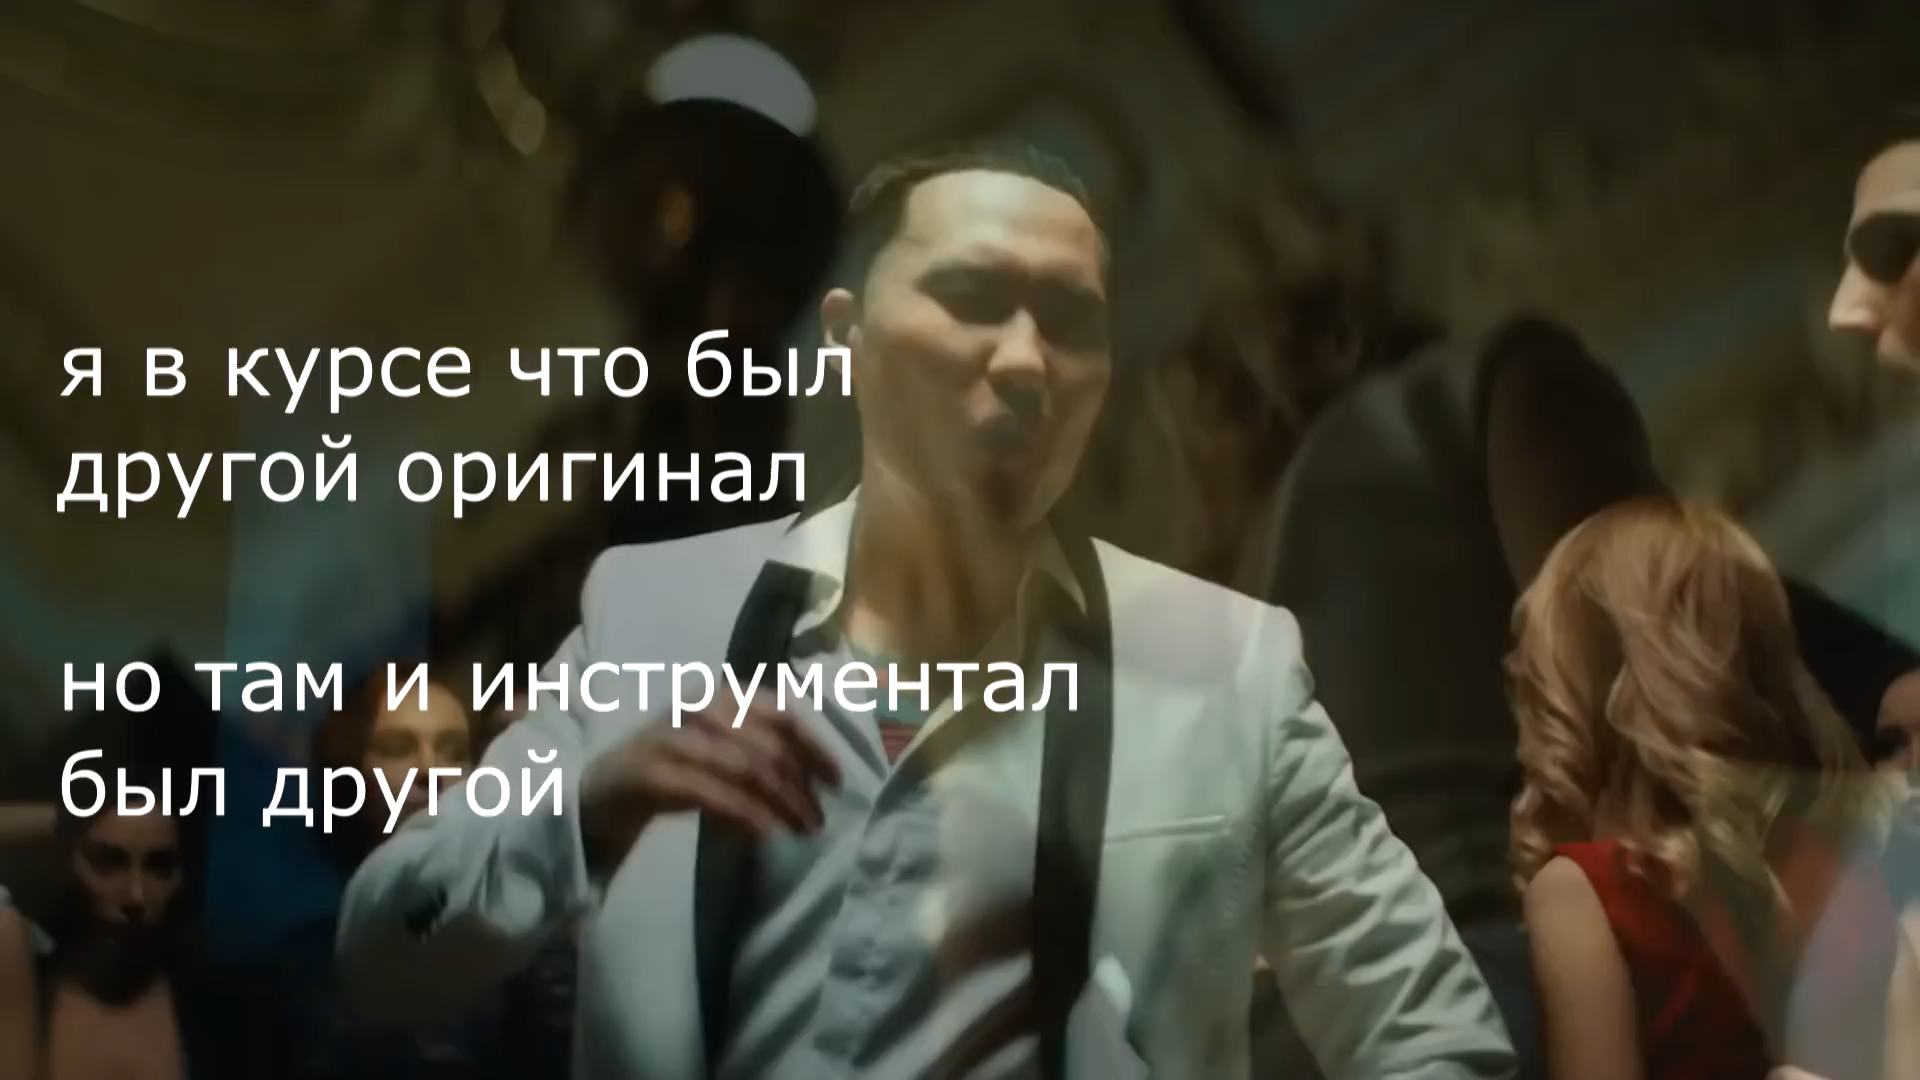 я в курсе что был
другой оригинал
но там и инструментал
был другой